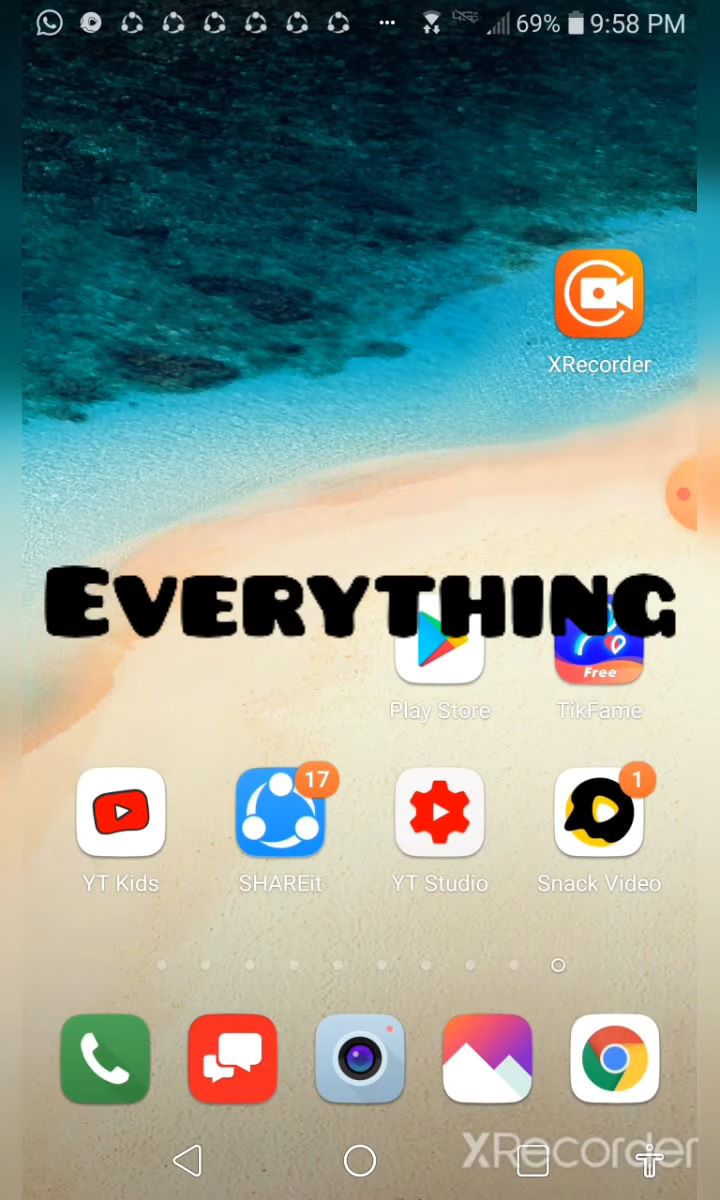 69% 9:58 PM
XRecorder
EVERYTHING
Free
Play Store TikFame
17 1
YT Kids SHAREit YT Studio Snack Video
XRecorder